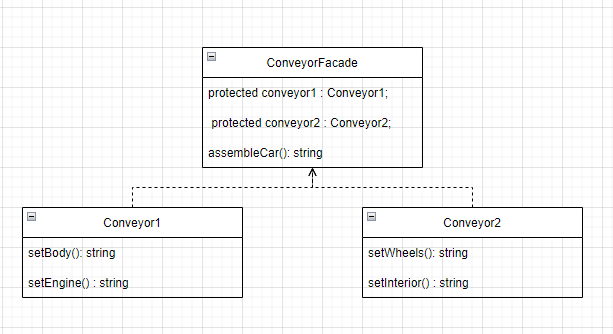 ConveyorFacade
protected conveyor1 : Conveyor1;
protected conveyor2 : Conveyor2;
assembleCar(): string
Conveyor1
setBody(): string
setEngine() : string
Conveyor2
setWheels(): string
setInterior() : string